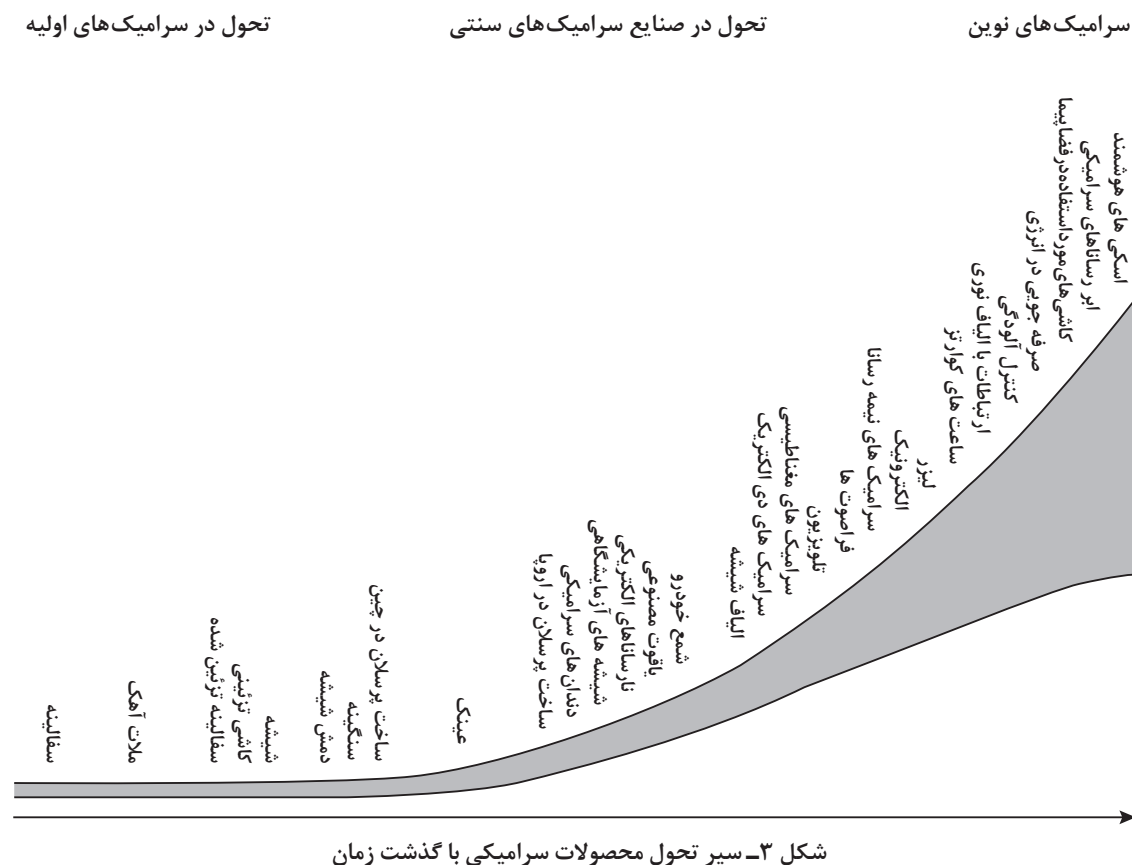 سرامیک‌های نوین
تحول در صنایع سرامیک‌های سنتی
تحول در سرامیک‌های اولیه
سفالینه
ملات آهک
سفالینه تزئین شده
کاشی تزئینی
شیشه
دمش شیشه
سنگینه
ساخت پرسلان در چین
عینک
ساخت پرسلان در اروپا
دندان‌های سرامیکی
شیشه های آزمایشگاهی
نارساناهای الکتریکی
یاقوت مصنوعی
شمع خودرو
الیاف شیشه
سرامیک های دی الکتریک
سرامیک های مغناطیسی
تلویزیون
فراصوت ها
سرامیک های نیمه رسانا
الکترونیک
لیزر
ساعت های کوارتز
ارتباطات با الیاف نوری
کنترل آلودگی
صرفه جویی در انرژی
کاشی‌های‌مورداستفاده‌درفضاپیما
ابر رساناهای سرامیکی
اسکی های هوشمند
شکل ۳ــ سیر تحول محصولات سرامیکی با گذشت زمان